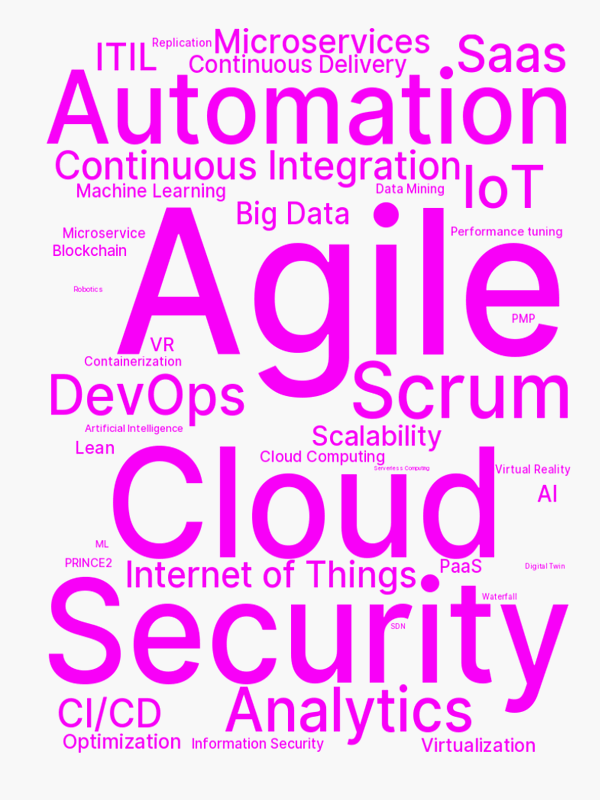 Replication Microservices
ITIL Continuous Delivery Saas
Automation
Continuous Integration IoT
Machine Learning Data Mining
Big Data
Microservice Performance tuning
Blockchain
Agile
Robotics
PMP
VR
Containerization
DevOps Scrum
Artificial Intelligence
Scalability
Lean
Cloud Computing
Serverless Computing Virtual Reality
AI
Cloud
ML
PRINCE2 PaaS Digital Twin
Internet of Things
Waterfall
SDN
Security
CI/CD Analytics
Optimization Information Security Virtualization